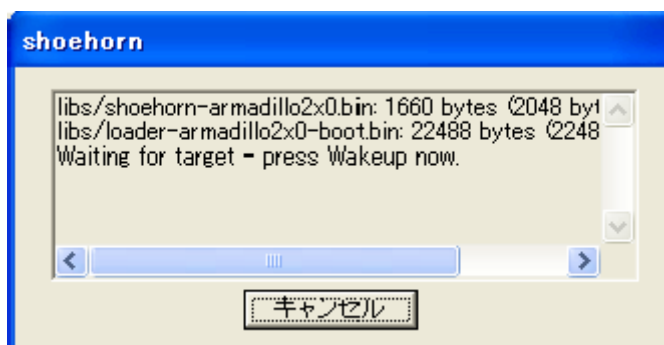 shoehorn
libs/shoehorn-armadillo2x0.bin: 1660 bytes (2048 byt
libs/loader-armadillo2x0-boot.bin: 22488 bytes (2248
Waiting for target - press Wakeup now.
キャンセル